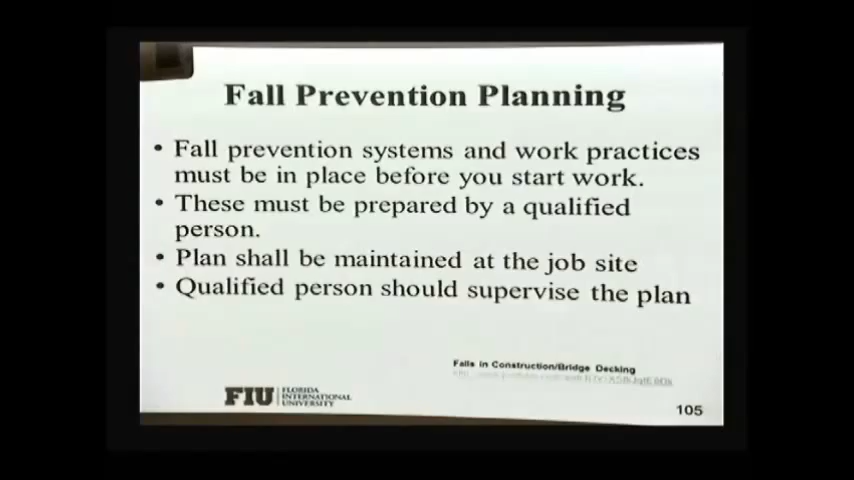 Fall Prevention Planning
• Fall prevention systems and work practices
must be in place before you start work.
• These must be prepared by a qualified
person.
• Plan shall be maintained at the job site
• Qualified person should supervise the plan
Falls in Construction/Bridge Decking
FIU
FLORIDA
INTERNATIONAL
UNIVERSITY
105